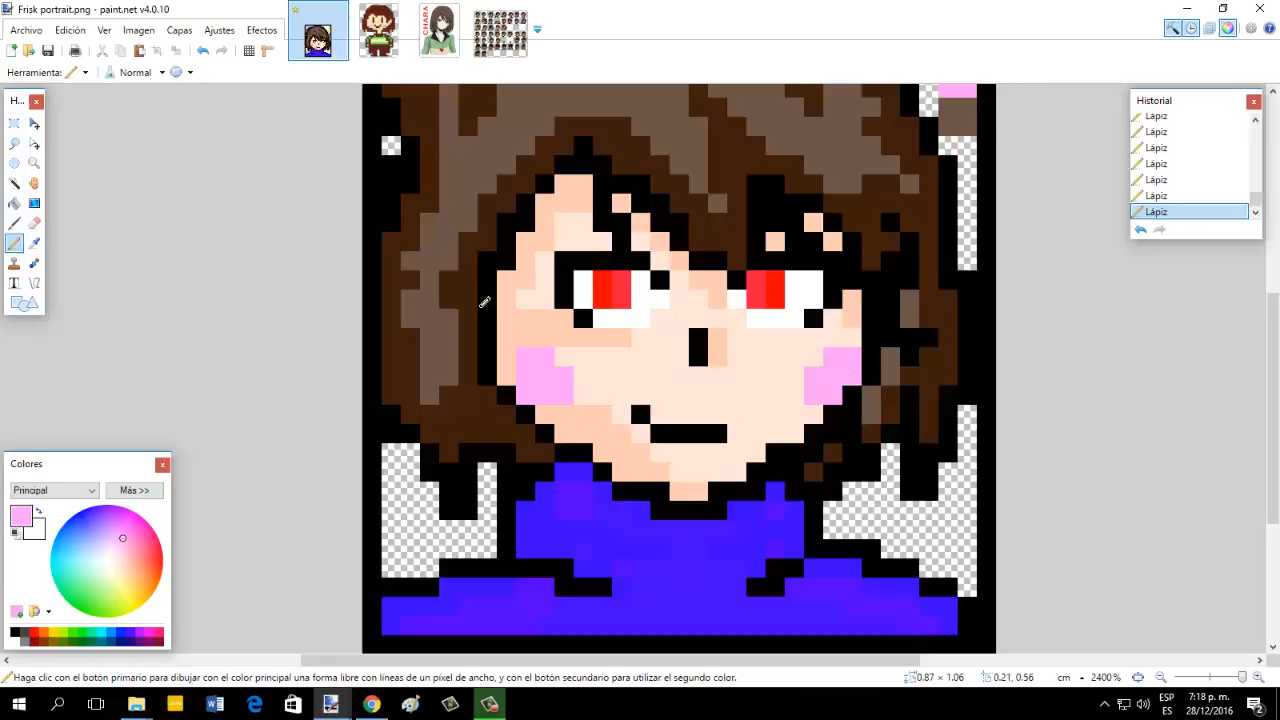 Frisk portrait.png - paint.net v4.0.10
Archivo Edición Ver Imagen Capas Ajustes Efectos
CHARA
Herramienta: Normal
H...
Historial
Lápiz
Lápiz
Lápiz
Lápiz
Lápiz
Lápiz
Lápiz
Colores
Principal Más >>
Haga clic con el botón primario para dibujar con el color principal una forma libre con líneas de un píxel de ancho, y con el botón secundario para utilizar el segundo color. 0.87 × 1.06 0.21, 0.56 cm 2400%
ESP 7:18 p. m.
ES 28/12/2016 2